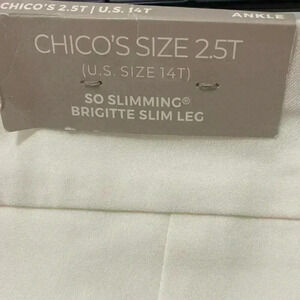 CHICO'S 2.5T | U.S. 14T
ANKLE
CHICO'S SIZE 2.5T
(U.S. SIZE 14T)
SO SLIMMING®
BRIGITTE SLIM LEG